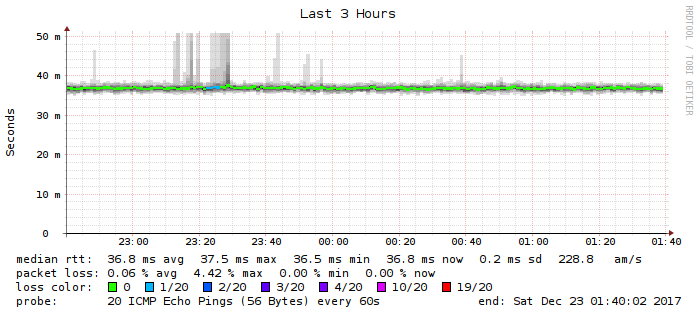 Last 3 Hours
RRDTOOL / TOBI OETIKER
Seconds
50 m
40 m
30 m
20 m
10 m
0
23:00 23:20 23:40 00:00 00:20 00:40 01:00 01:20 01:40
median rtt: 36.8 ms avg 37.5 ms max 36.5 ms min 36.8 ms now 0.2 ms sd 228.8 am/s
packet loss: 0.06 % avg 4.42 % max 0.00 % min 0.00 % now
loss color: 0 1/20 2/20 3/20 4/20 10/20 19/20
probe: 20 ICMP Echo Pings (56 Bytes) every 60s end: Sat Dec 23 01:40:02 2017